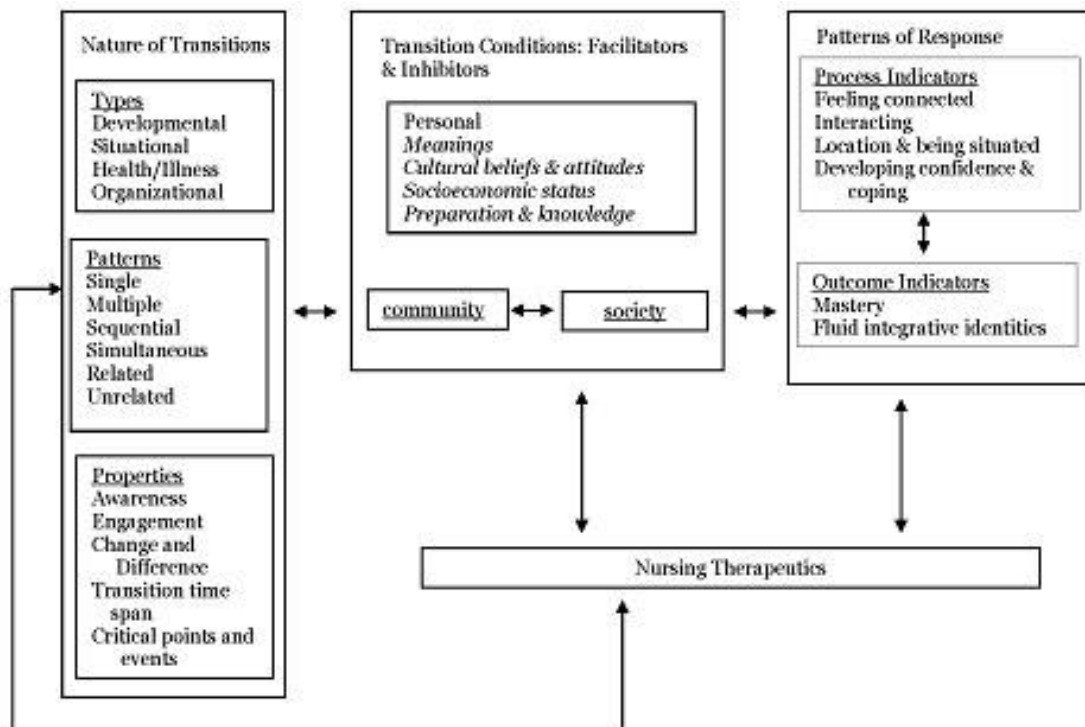 Nature of Transitions
Types
Developmental
Situational
Health/Illness
Organizational
Patterns
Single
Multiple
Sequential
Simultaneous
Related
Unrelated
Properties
Awareness
Engagement
Change and
Difference
Transition time
span
Critical points and
events
Transition Conditions: Facilitators
& Inhibitors
Personal
Meanings
Cultural beliefs & attitudes
Socioeconomic status
Preparation & knowledge
community
society
Patterns of Response
Process Indicators
Feeling connected
Interacting
Location & being situated
Developing confidence &
coping
Outcome Indicators
Mastery
Fluid integrative identities
Nursing Therapeutics